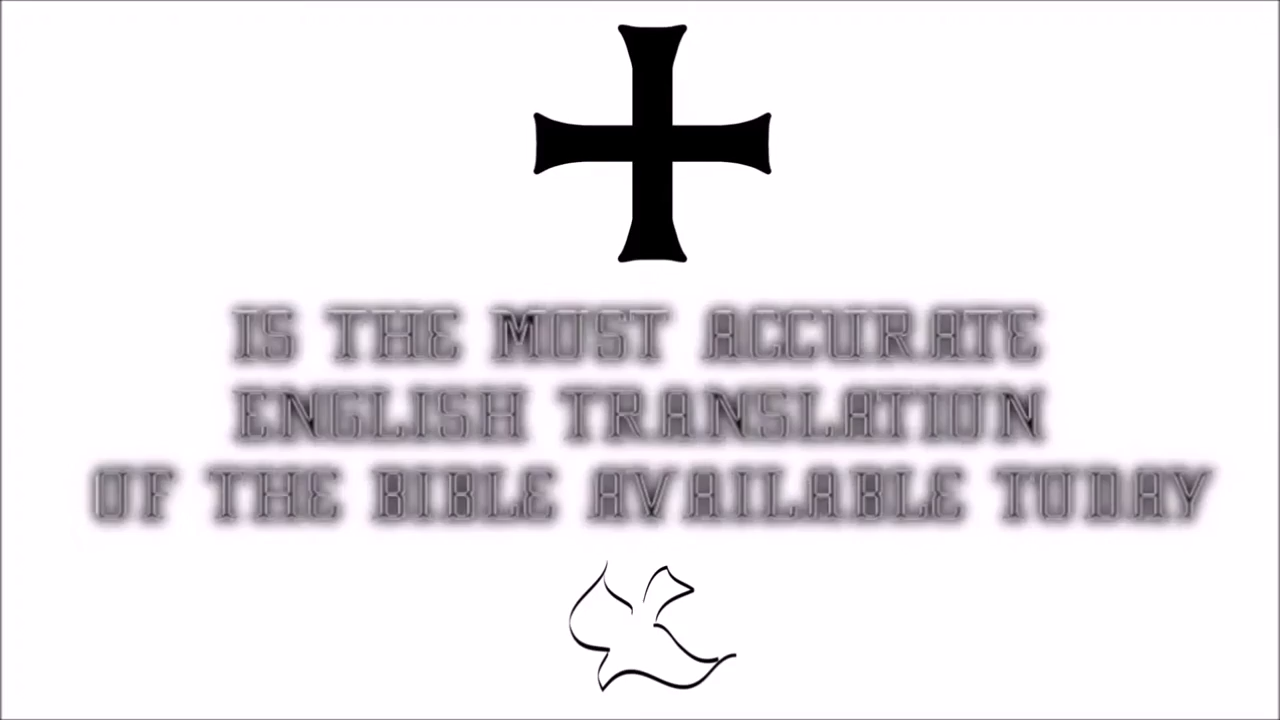 IS THE MOST ACCURATE
ENGLISH TRANSLATION
OF THE BIBLE AVAILABLE TODAY